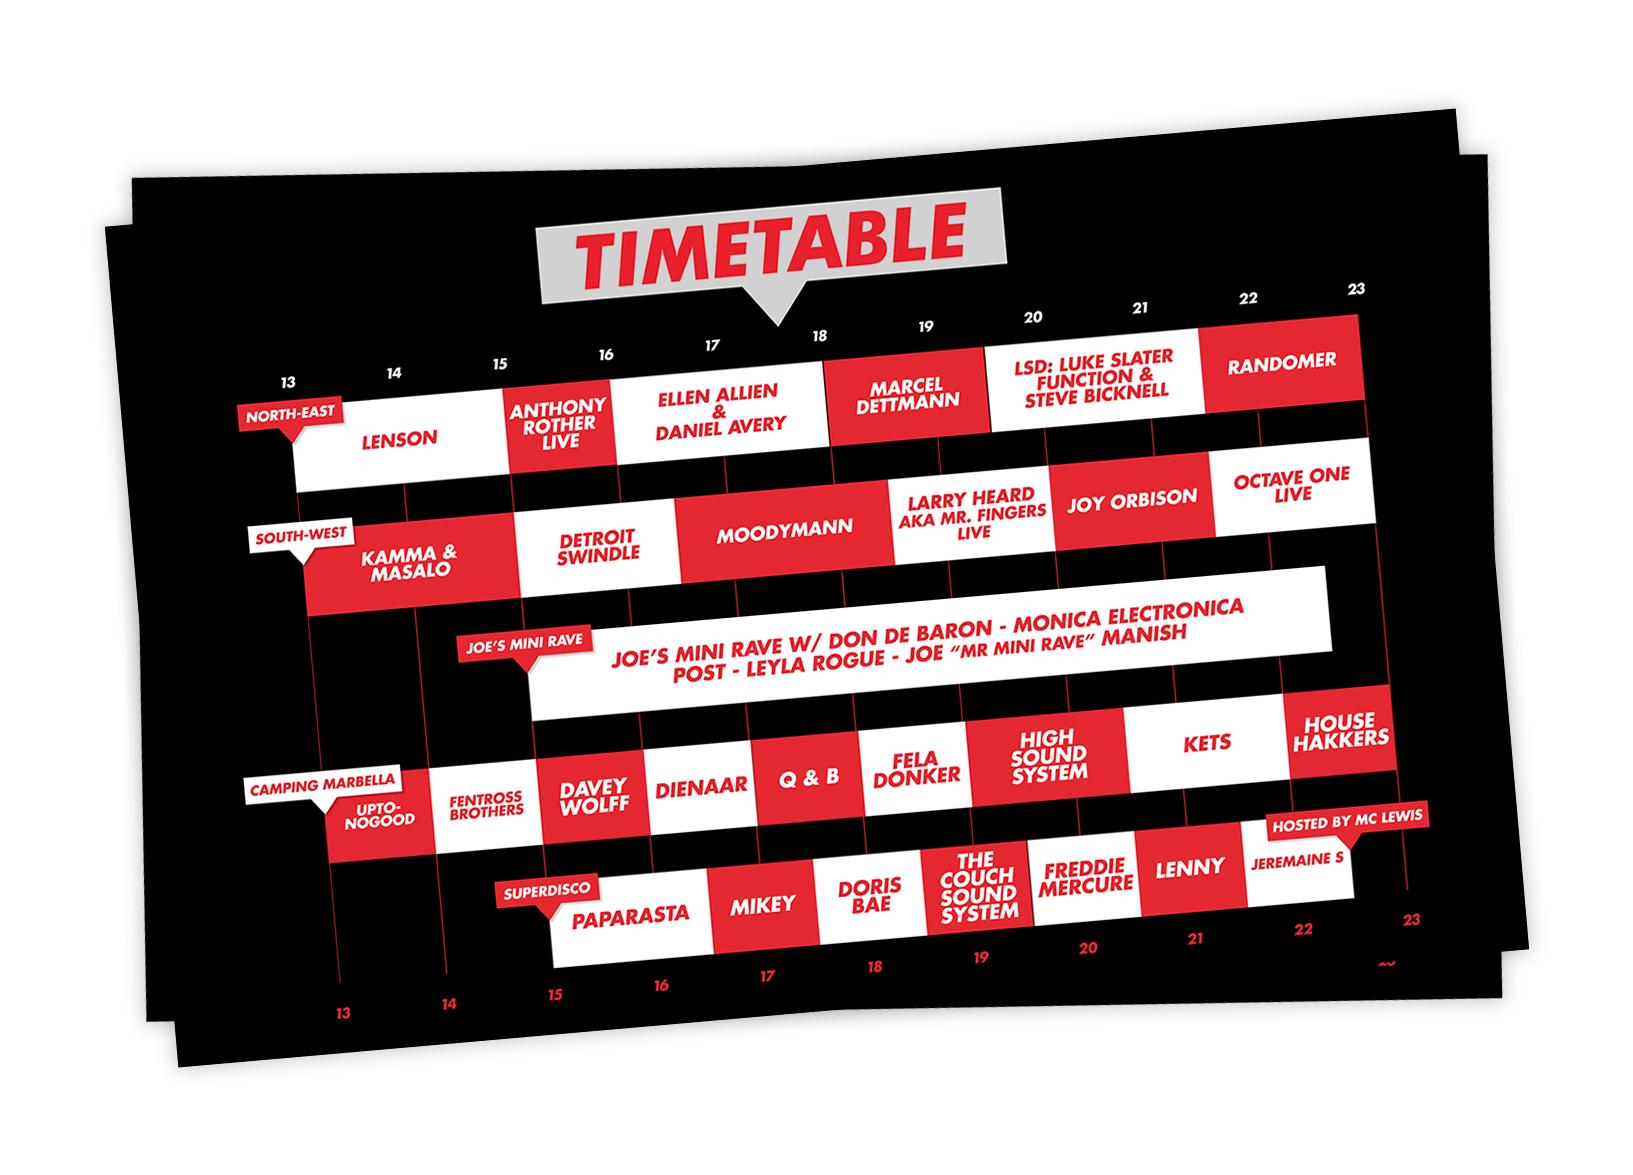 TIMETABLE
13 14 15 16 17 18 19 20 21 22 23
NORTH-EAST
LENSON
ANTHONY
ROTHER
LIVE
ELLEN ALLIEN
&
DANIEL AVERY
MARCEL
DETTMANN
LSD: LUKE SLATER
FUNCTION &
STEVE BICKNELL
RANDOMER
SOUTH-WEST
KAMMA &
MASALO
DETROIT
SWINDLE
MOODYMANN
LARRY HEARD
AKA MR. FINGERS
LIVE
JOY ORBISON
OCTAVE ONE
LIVE
JOE'S MINI RAVE
JOE'S MINI RAVE W/ DON DE BARON - MONICA ELECTRONICA
POST - LEYLA ROGUE - JOE “MR MINI RAVE” MANISH
CAMPING MARBELLA
UPTO-
NOGOOD
FENTROSS
BROTHERS
DAVEY
WOLFF
DIENAAR
Q & B
FELA
DONKER
HIGH
SOUND
SYSTEM
KETS
HOUSE
HAKKERS
SUPERDISCO
PAPARASTA
MIKEY
DORIS
BAE
THE
COUCH
SOUND
SYSTEM
FREDDIE
MERCURE
LENNY
HOSTED BY MC LEWIS
JEREMAINE S
13 14 15 16 17 18 19 20 21 22 23